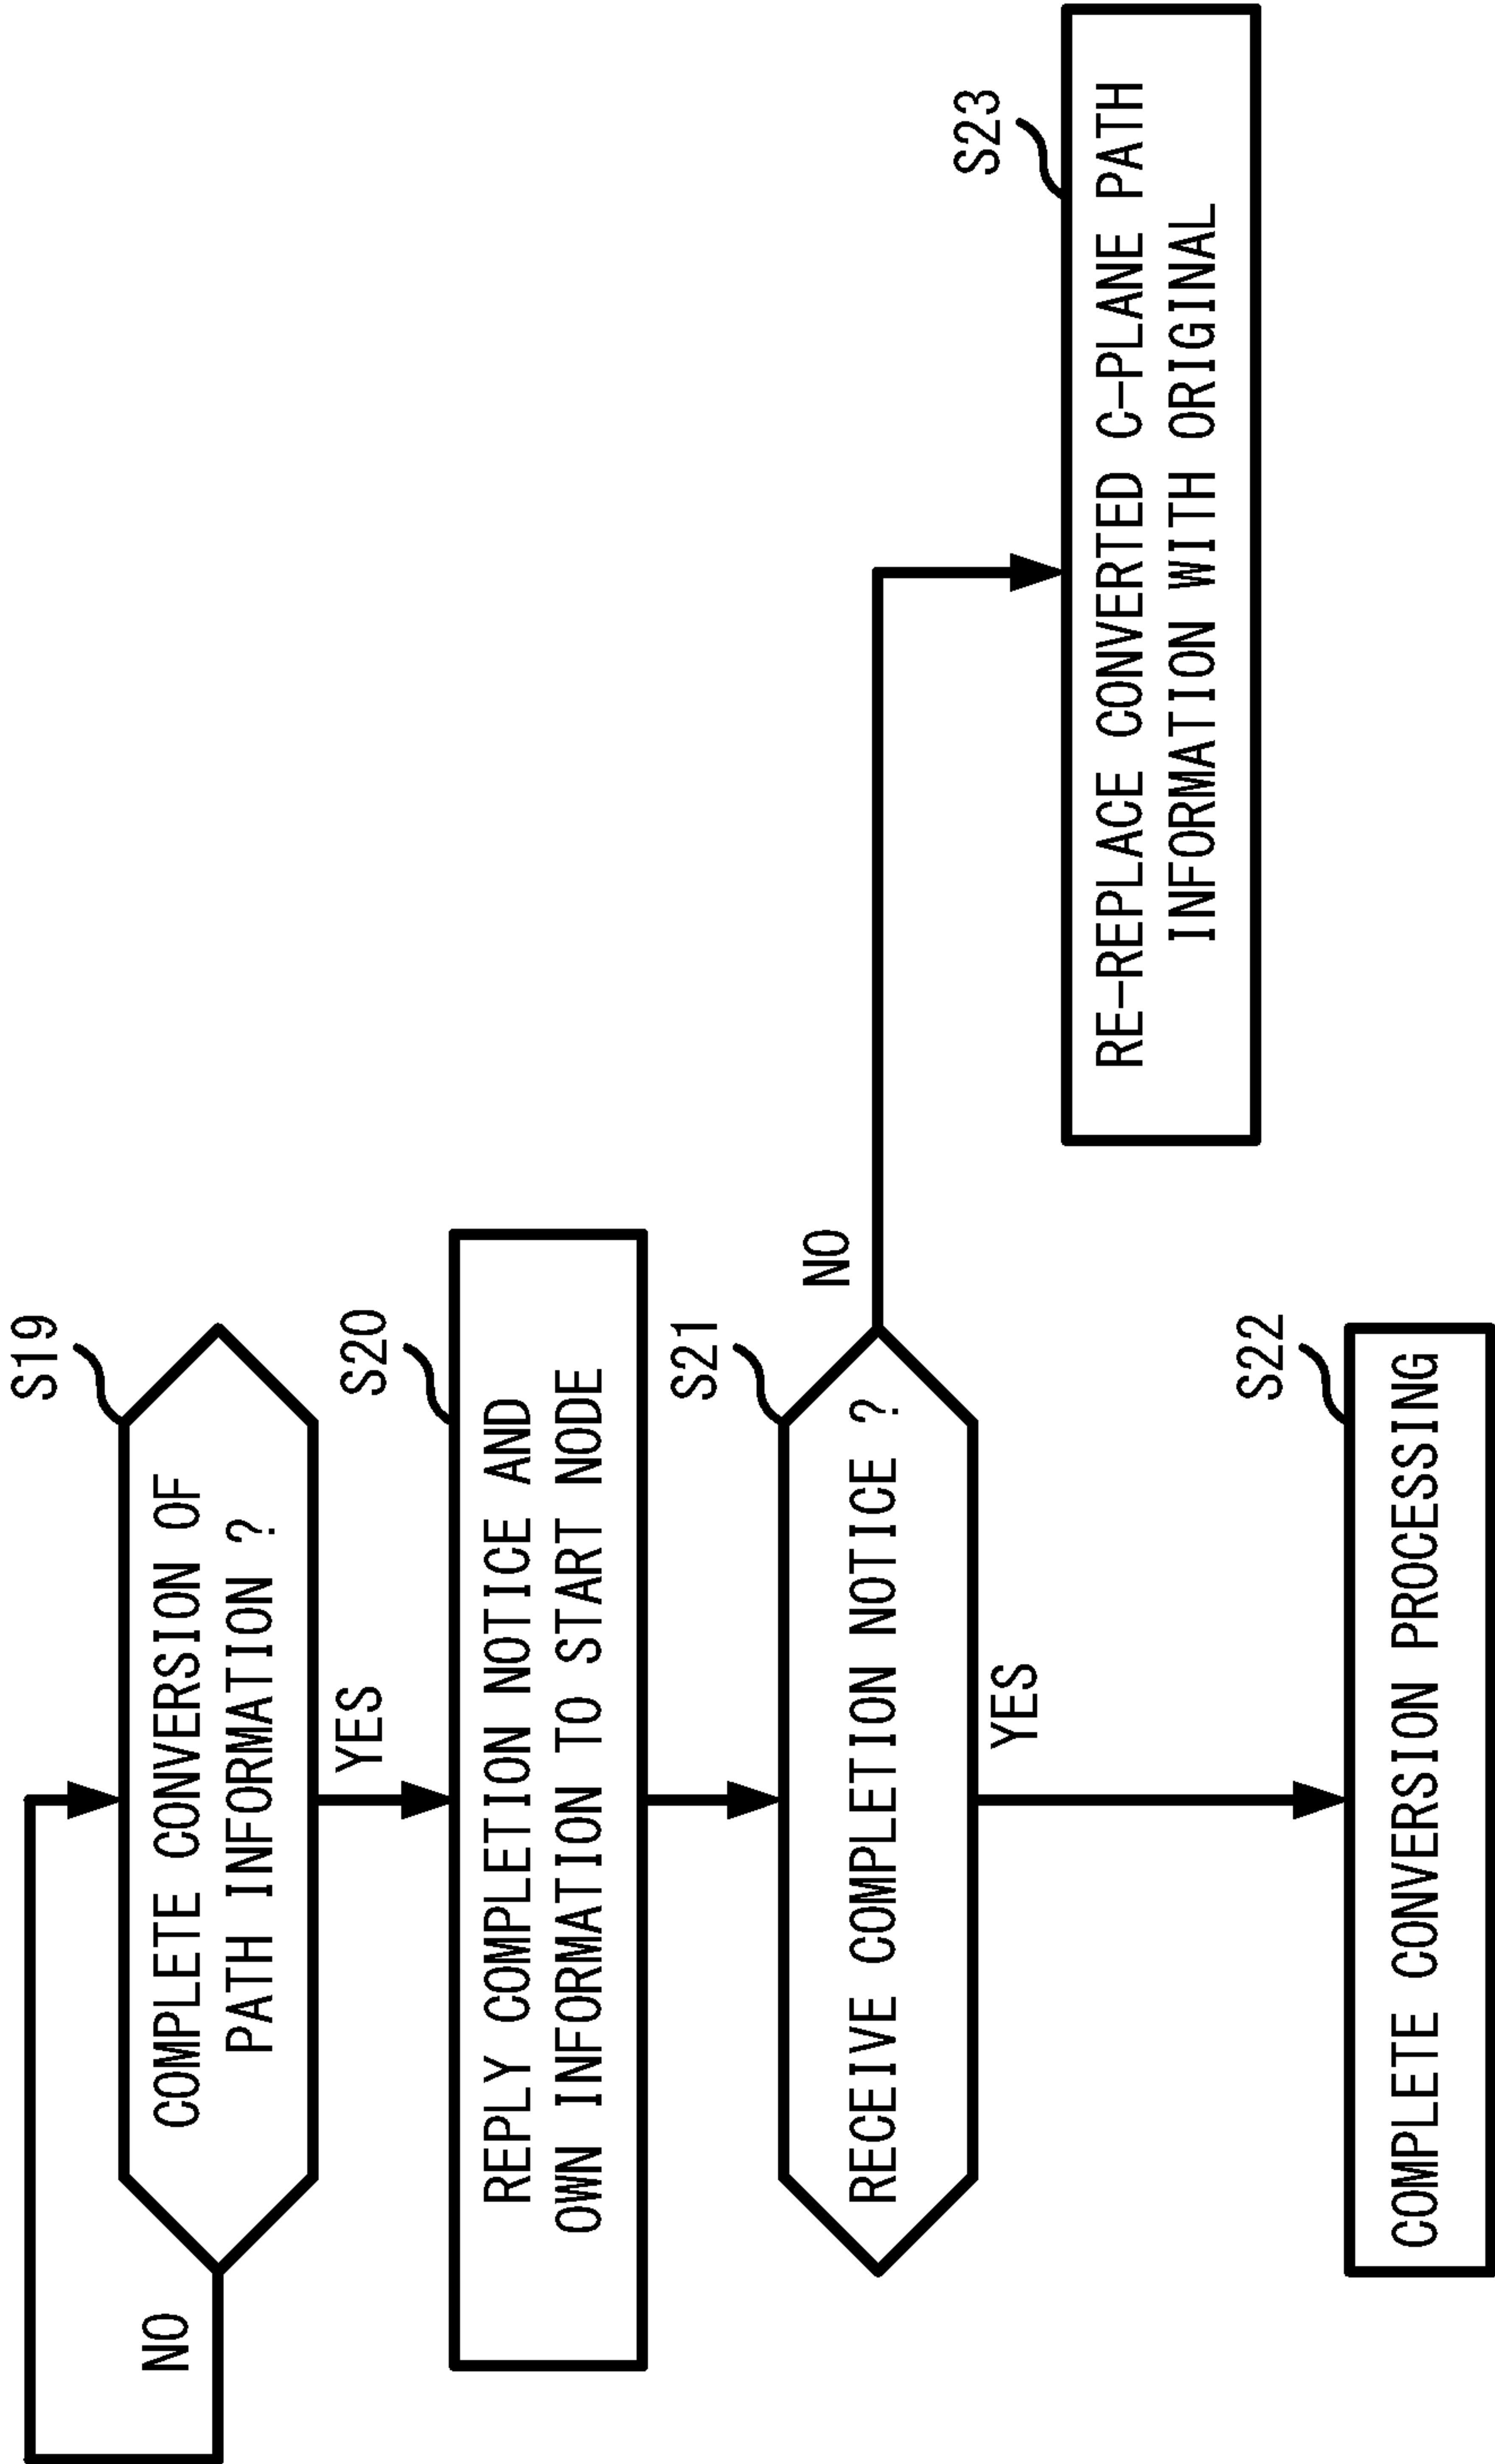 S19
COMPLETE CONVERSION OF
PATH INFORMATION ?
NO
YES
S20
REPLY COMPLETION NOTICE AND
OWN INFORMATION TO START NODE
S21
RECEIVE COMPLETION NOTICE ?
NO
YES
S22
COMPLETE CONVERSION PROCESSING
S23
RE-REPLACE CONVERTED C-PLANE PATH
INFORMATION WITH ORIGINAL